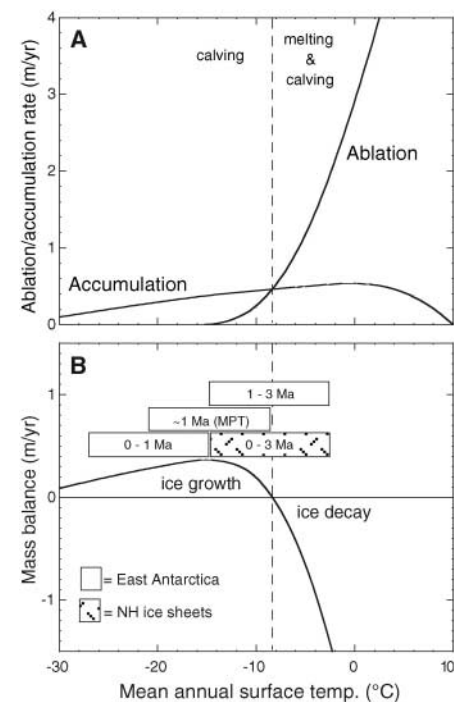 A
calving
melting
&
calving
Ablation/accumulation rate (m/yr)
4
3
2
1
0
Ablation
Accumulation
B
Mass balance (m/yr)
1
0
-1
1 - 3 Ma
~1 Ma (MPT)
0 - 1 Ma
0 - 3 Ma
ice growth
ice decay
= East Antarctica
= NH ice sheets
-30
-20
-10
0
10
Mean annual surface temp. (°C)